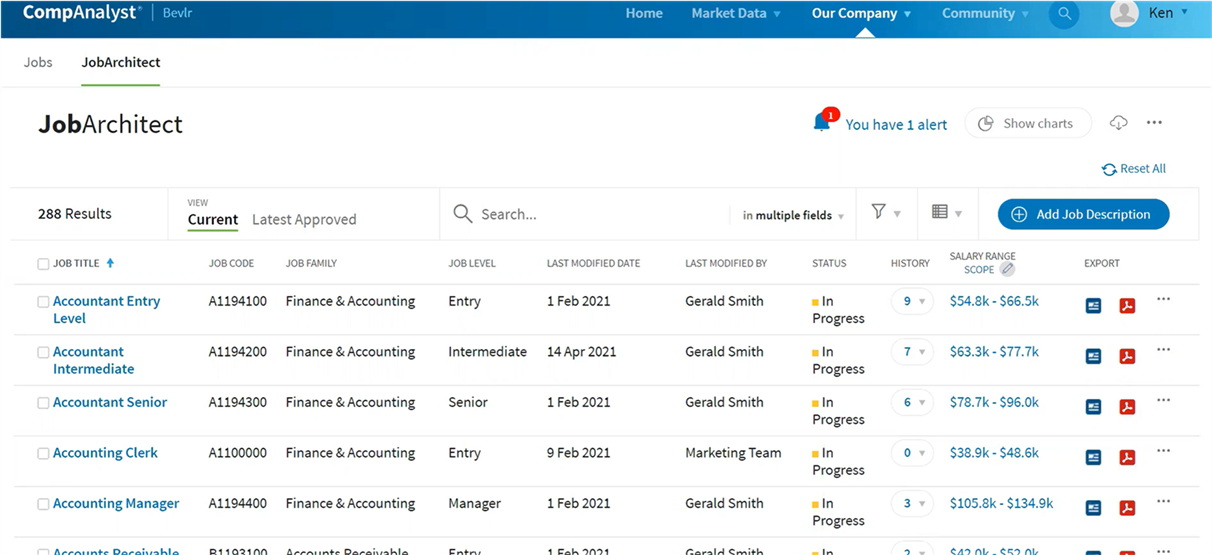 CompAnalyst® | Bevlr Home Market Data Our Company Community Ken
Jobs JobArchitect
JobArchitect
1 You have 1 alert Show charts
Reset All
288 Results
VIEW
Current Latest Approved
Search...
in multiple fields
Add Job Description
JOB TITLE JOB CODE JOB FAMILY JOB LEVEL LAST MODIFIED DATE LAST MODIFIED BY STATUS HISTORY SALARY RANGE EXPORT
SCOPE
Accountant Entry A1194100 Finance & Accounting Entry 1 Feb 2021 Gerald Smith In 9 $54.8k - $66.5k
Level Progress
Accountant A1194200 Finance & Accounting Intermediate 14 Apr 2021 Gerald Smith In 7 $63.3k - $77.7k
Intermediate Progress
Accountant Senior A1194300 Finance & Accounting Senior 1 Feb 2021 Gerald Smith In 6 $78.7k - $96.0k
Progress
Accounting Clerk A1100000 Finance & Accounting Entry 9 Feb 2021 Marketing Team In 0 $38.9k - $48.6k
Progress
Accounting Manager A1194400 Finance & Accounting Manager 1 Feb 2021 Gerald Smith In 3 $105.8k - $134.9k
Progress
Accounts Receivable B1193100 Accounts Receivable Entry 1 Feb 2021 Gerald Smith In 2 $42.0k - $52.0k